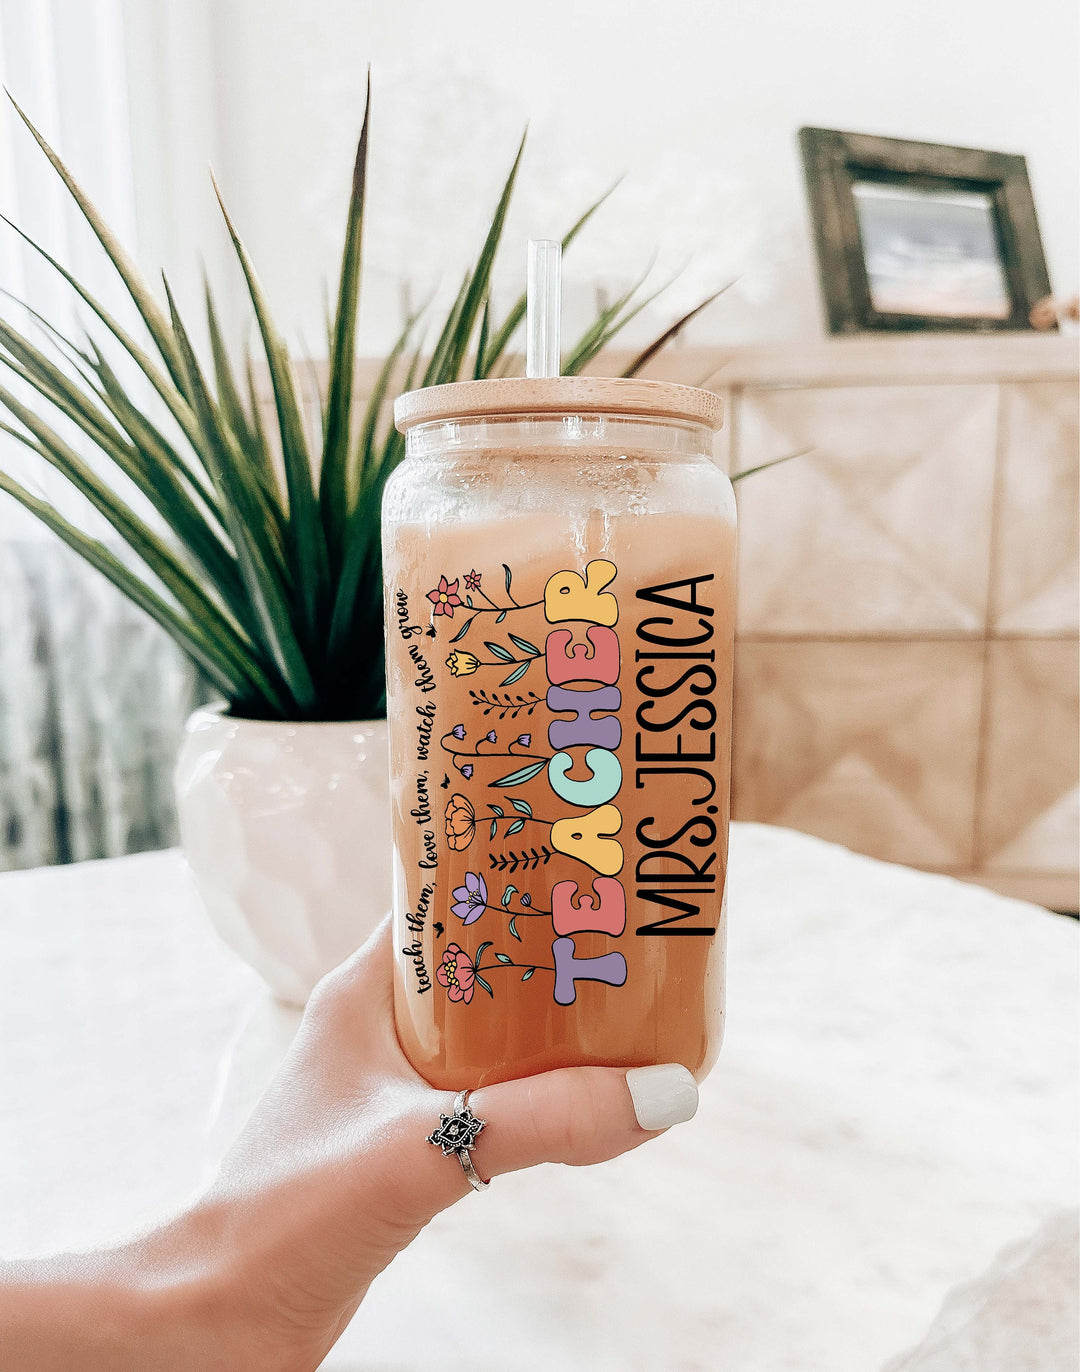 teach them, love them, watch them grow
TEACHER
MRS.JESSICA